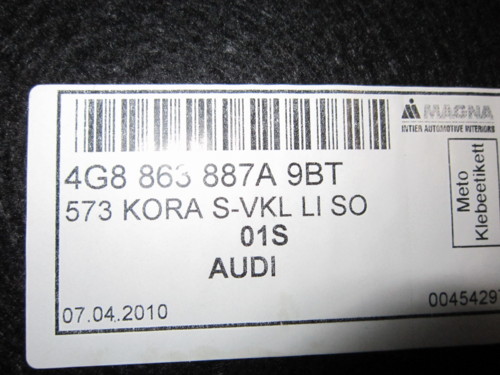 MAGNA
INTIER AUTOMOTIVE INTERIORS
4G8 863 887A 9BT
573 KORA S-VKL LI SO
01S
AUDI
Meto
Klebeetikett
07.04.2010
00454297